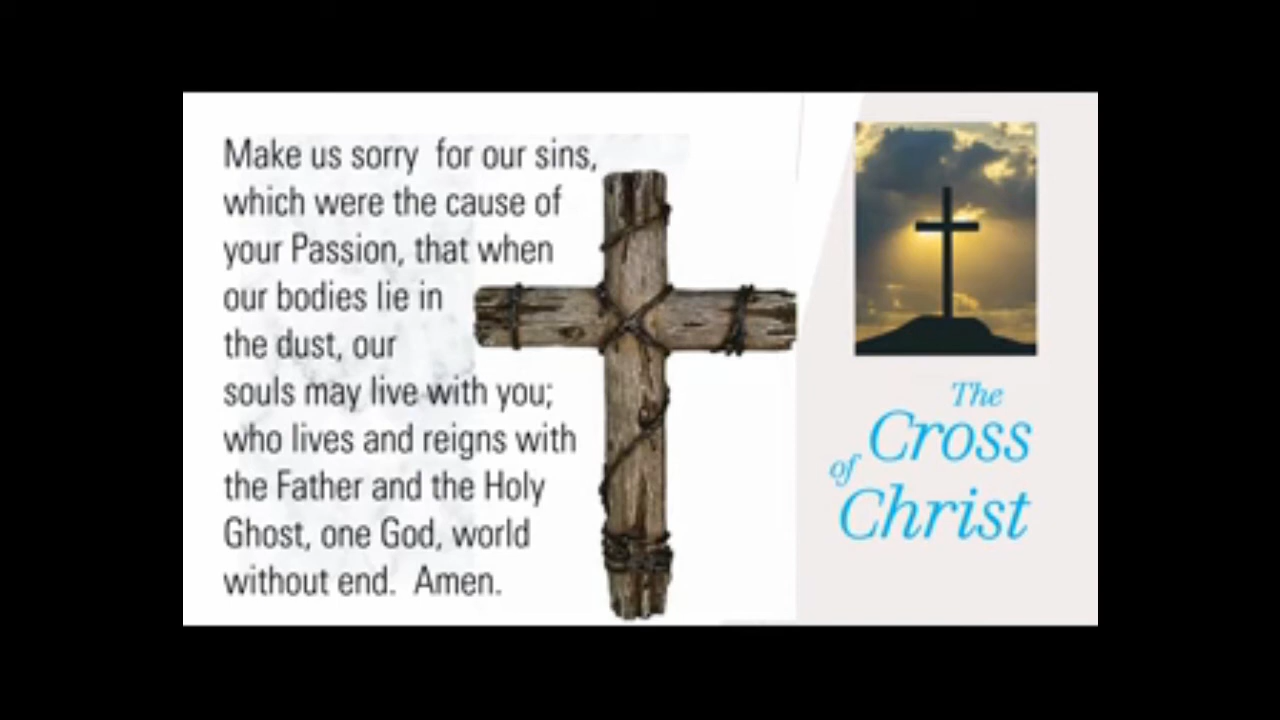 Make us sorry  for our sins,
which were the cause of
your Passion, that when
our bodies lie in
the dust, our
souls may live with you;
who lives and reigns with
the Father and the Holy
Ghost, one God, world
without end.  Amen.
The
Cross
of
Christ